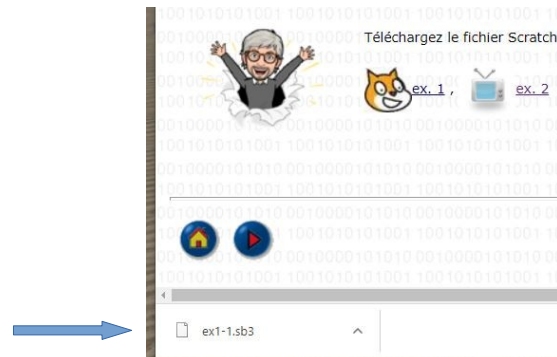 Téléchargez le fichier Scratch
ex. 1 , ex. 2
ex1-1.sb3